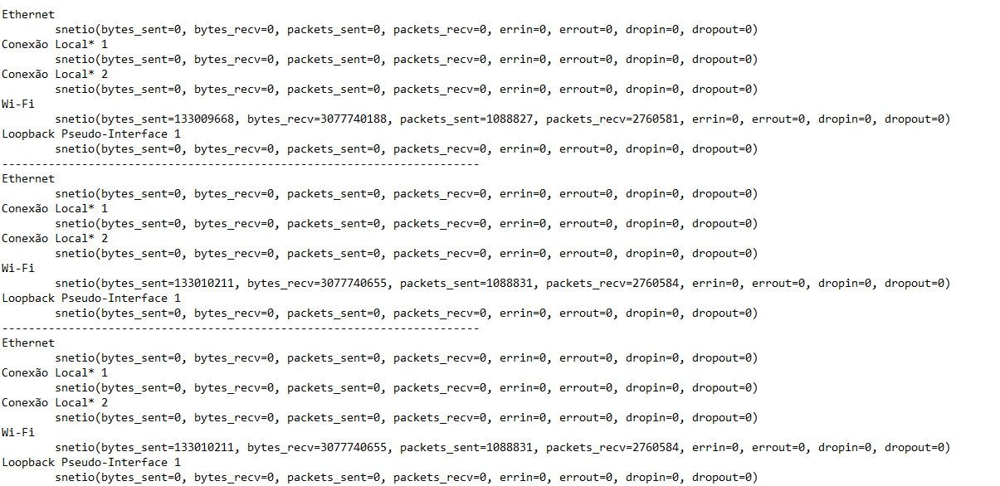 Ethernet
snetio(bytes_sent=0, bytes_recv=0, packets_sent=0, packets_recv=0, errin=0, errout=0, dropin=0, dropout=0)
Conexão Local* 1
snetio(bytes_sent=0, bytes_recv=0, packets_sent=0, packets_recv=0, errin=0, errout=0, dropin=0, dropout=0)
Conexão Local* 2
snetio(bytes_sent=0, bytes_recv=0, packets_sent=0, packets_recv=0, errin=0, errout=0, dropin=0, dropout=0)
Wi-Fi
snetio(bytes_sent=133009668, bytes_recv=3077740188, packets_sent=1088827, packets_recv=2760581, errin=0, errout=0, dropin=0, dropout=0)
Loopback Pseudo-Interface 1
snetio(bytes_sent=0, bytes_recv=0, packets_sent=0, packets_recv=0, errin=0, errout=0, dropin=0, dropout=0)
------------------------------------------------------------------------
Ethernet
snetio(bytes_sent=0, bytes_recv=0, packets_sent=0, packets_recv=0, errin=0, errout=0, dropin=0, dropout=0)
Conexão Local* 1
snetio(bytes_sent=0, bytes_recv=0, packets_sent=0, packets_recv=0, errin=0, errout=0, dropin=0, dropout=0)
Conexão Local* 2
snetio(bytes_sent=0, bytes_recv=0, packets_sent=0, packets_recv=0, errin=0, errout=0, dropin=0, dropout=0)
Wi-Fi
snetio(bytes_sent=133010211, bytes_recv=3077740655, packets_sent=1088831, packets_recv=2760584, errin=0, errout=0, dropin=0, dropout=0)
Loopback Pseudo-Interface 1
snetio(bytes_sent=0, bytes_recv=0, packets_sent=0, packets_recv=0, errin=0, errout=0, dropin=0, dropout=0)
------------------------------------------------------------------------
Ethernet
snetio(bytes_sent=0, bytes_recv=0, packets_sent=0, packets_recv=0, errin=0, errout=0, dropin=0, dropout=0)
Conexão Local* 1
snetio(bytes_sent=0, bytes_recv=0, packets_sent=0, packets_recv=0, errin=0, errout=0, dropin=0, dropout=0)
Conexão Local* 2
snetio(bytes_sent=0, bytes_recv=0, packets_sent=0, packets_recv=0, errin=0, errout=0, dropin=0, dropout=0)
Wi-Fi
snetio(bytes_sent=133010211, bytes_recv=3077740655, packets_sent=1088831, packets_recv=2760584, errin=0, errout=0, dropin=0, dropout=0)
Loopback Pseudo-Interface 1
snetio(bytes_sent=0, bytes_recv=0, packets_sent=0, packets_recv=0, errin=0, errout=0, dropin=0, dropout=0)